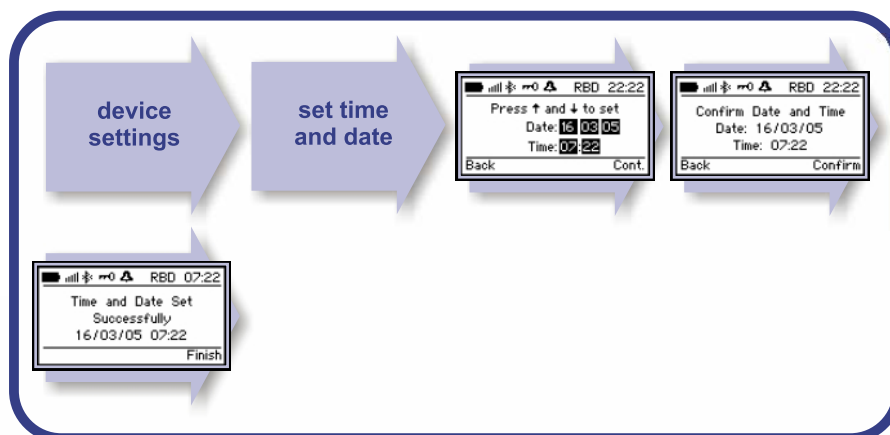 device
settings
set time
and date
RBD 22:22
Press ↑ and ↓ to set
Date: 16 03 05
Time: 07:22
Back Cont.
RBD 22:22
Confirm Date and Time
Date: 16/03/05
Time: 07:22
Back Confirm
RBD 07:22
Time and Date Set
Successfully
16/03/05 07:22
Finish